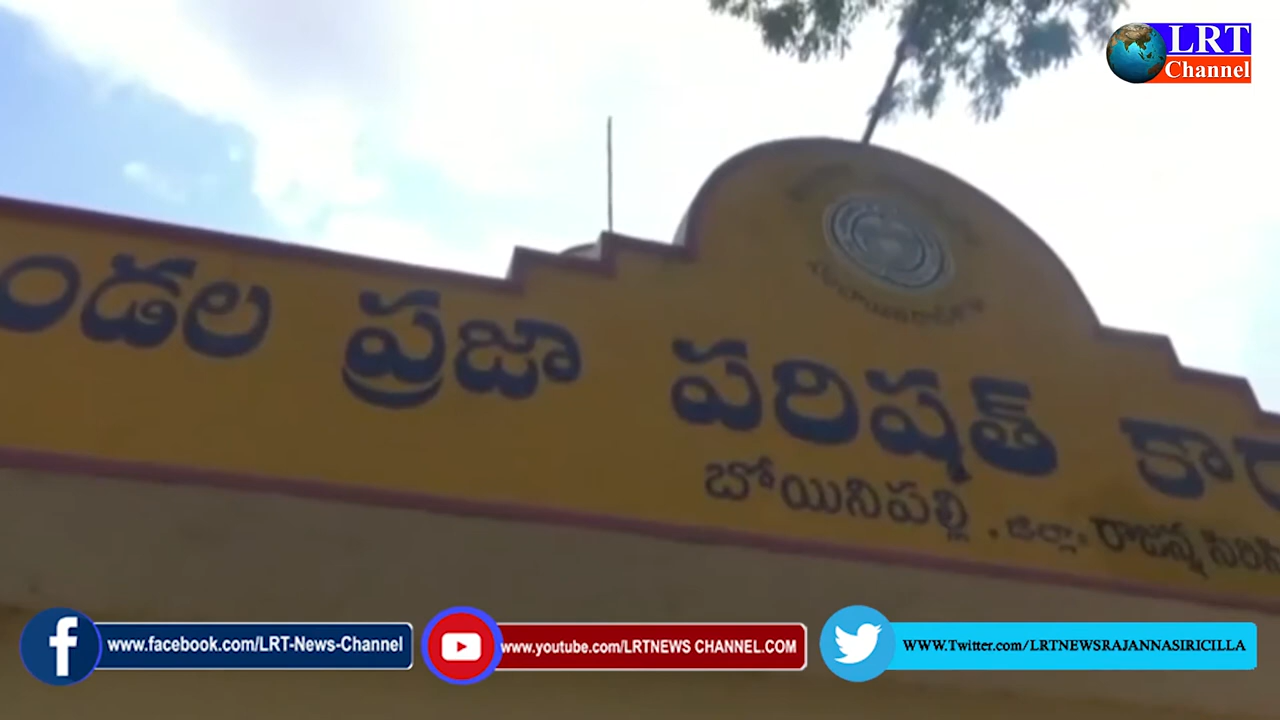 LRT
Channel
ండల ప్రజా పరిషత్ కార
బోయినిపల్లి . జిల్లా. రాజన్న సిరిసి
www.facebook.com/LRT-News-Channel
www.youtube.com/LRTNEWS CHANNEL.COM
WWW.Twitter.com/LRTNEWSRAJANNASIRICILLA